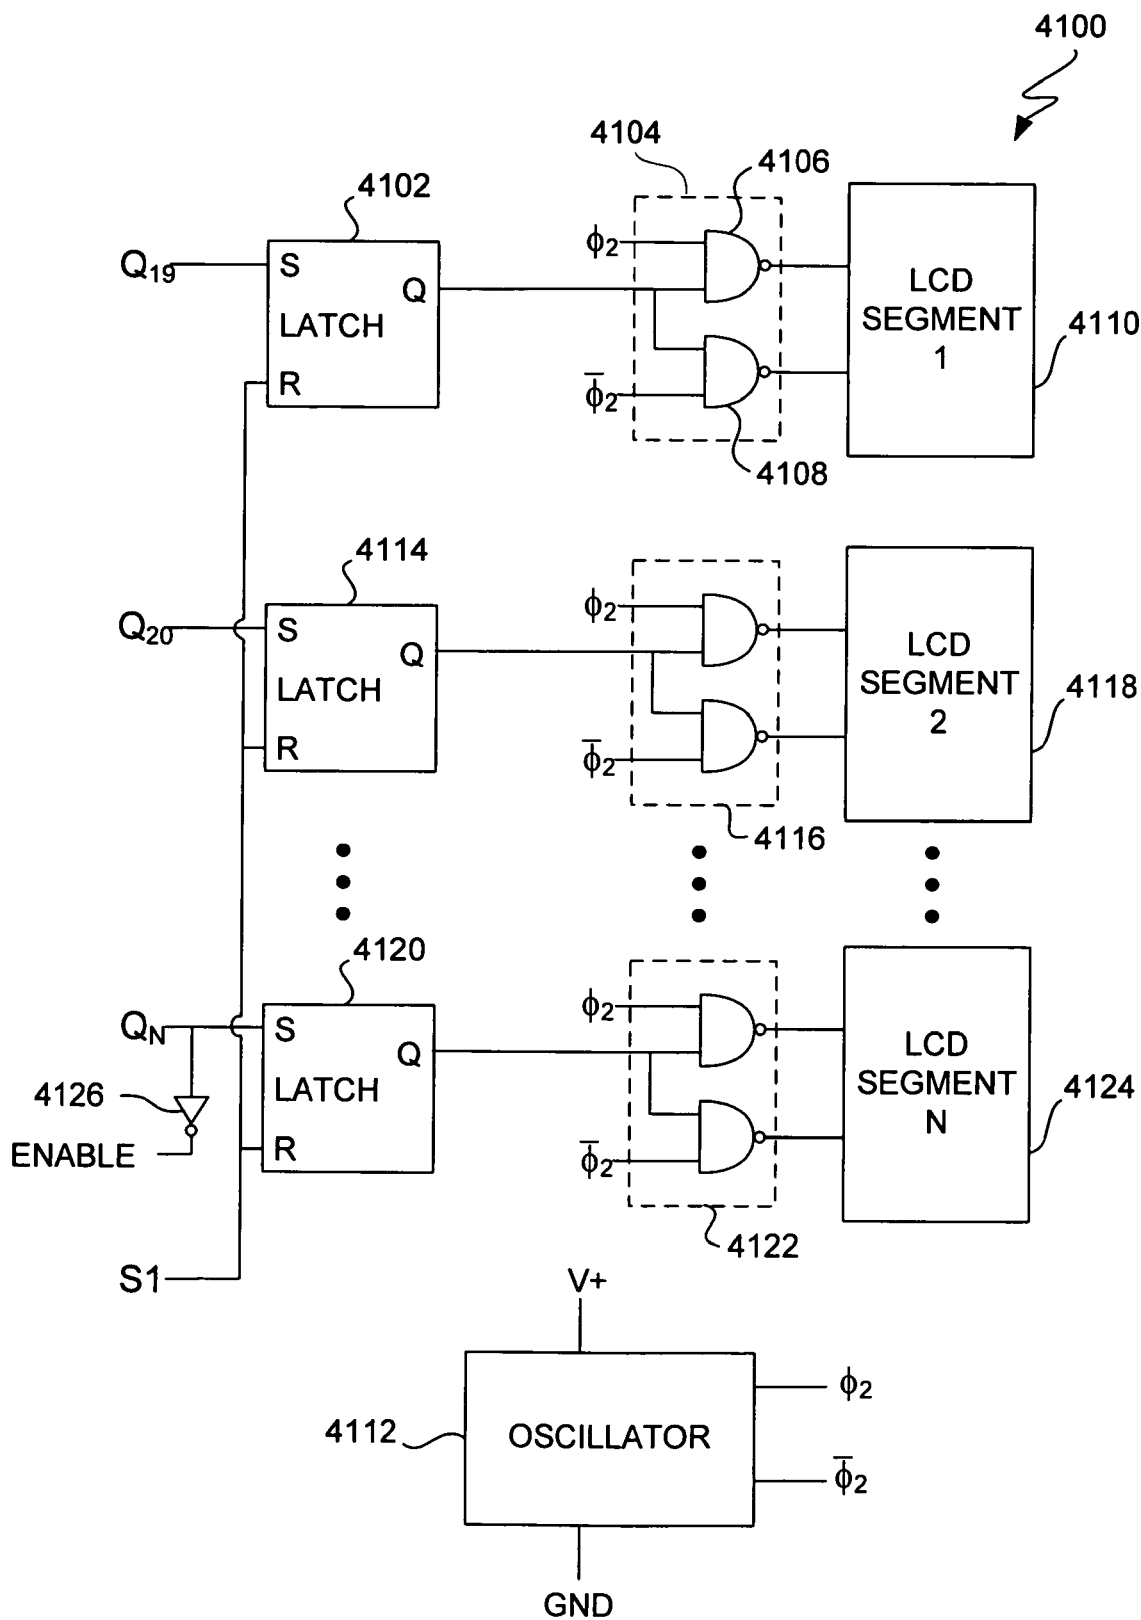 4100
4104
4106
4102
Q19
S
Q
LATCH
R
ϕ2
ϕ̅2
4108
LCD
SEGMENT
1
4110
4114
Q20
S
Q
LATCH
R
ϕ2
ϕ̅2
4116
LCD
SEGMENT
2
4118
4120
QN
S
Q
LATCH
R
4126
ENABLE
S1
ϕ2
ϕ̅2
4122
LCD
SEGMENT
N
4124
V+
4112
OSCILLATOR
ϕ2
ϕ̅2
GND